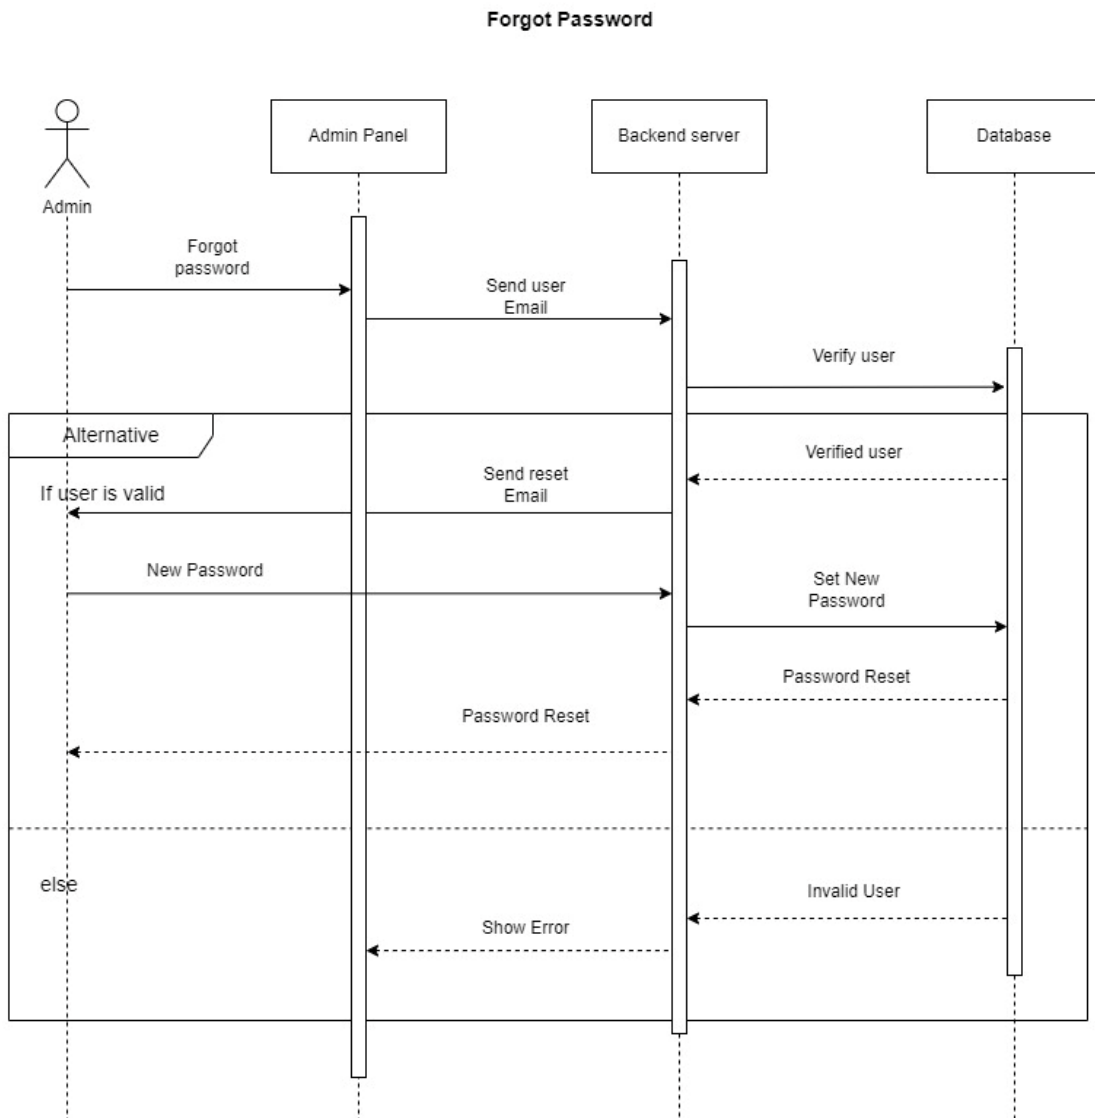 Forgot Password
Admin Panel
Backend server
Database
Admin
Forgot
password
Send user
Email
Verify user
Alternative
Verified user
Send reset
Email
If user is valid
New Password
Set New
Password
Password Reset
Password Reset
else
Invalid User
Show Error